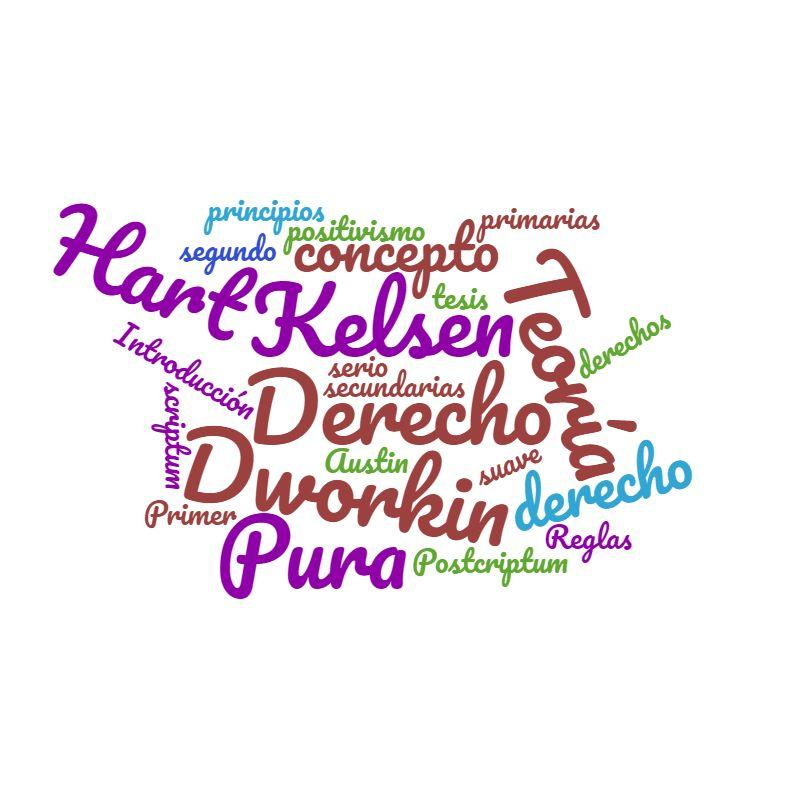 principios
primarias
positivismo
segundo
concepto
Hart
Kelsen
tesis
Teoría
derechos
Introducción
serio
secundarias
scriptum
Derecho
Austin
suave
Dworkin
derecho
Primer
Reglas
Pura
Postcriptum